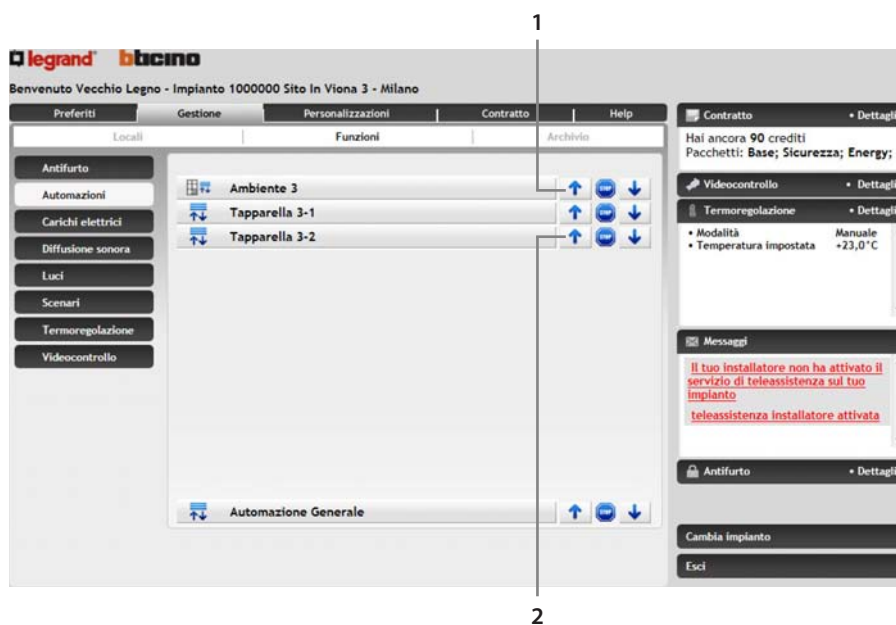 1
legrand bticino
Benvenuto Vecchio Legno - Impianto 1000000 Sito In Viona 3 - Milano
Preferiti Gestione Personalizzazioni Contratto Help
Locali Funzioni Archivio
Antifurto
Automazioni
Carichi elettrici
Diffusione sonora
Luci
Scenari
Termoregolazione
Videocontrollo
Ambiente 3 STOP
Tapparella 3-1 STOP
Tapparella 3-2 STOP
Automazione Generale STOP
Contratto • Dettagli
Hai ancora 90 crediti
Pacchetti: Base; Sicurezza; Energy;
Videocontrollo • Dettagli
Termoregolazione • Dettagli
• Modalità Manuale
• Temperatura impostata +23,0°C
Messaggi
Il tuo installatore non ha attivato il
servizio di teleassistenza sul tuo
impianto
teleassistenza installatore attivata
Antifurto • Dettagli
Cambia impianto
Esci
2